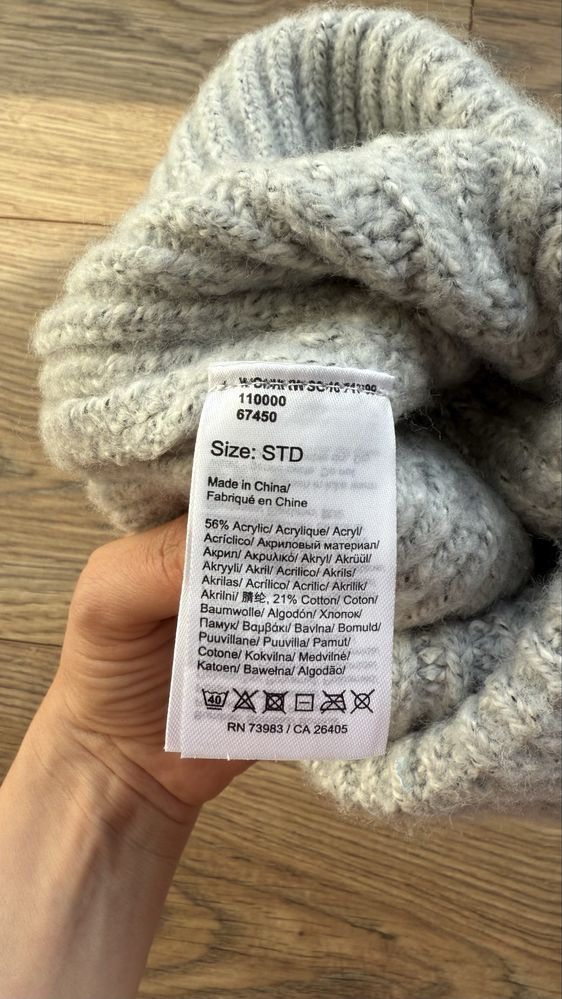 110000
67450
Size: STD
Made in China/
Fabriqué en Chine
56% Acrylic/ Acrylique/ Acryl/
Acríclico/ Акриловый материал/
Акрил/ Ακρυλικό/ Akryl/ Akrüül/
Akryyli/ Akril/ Acrilico/ Akrils/
Akrilas/ Acrílico/ Acrilic/ Akrilik/
Akrilni/ 腈纶, 21% Cotton/ Coton/
Baumwolle/ Algodón/ Хлопок/
Памук/ Βαμβάκι/ Bavlna/ Bomuld/
Puuvillane/ Puuvilla/ Pamut/
Cotone/ Kokvilna/ Medvilné/
Katoen/ Bawełna/ Algodão/
40
RN 73983 / CA 26405